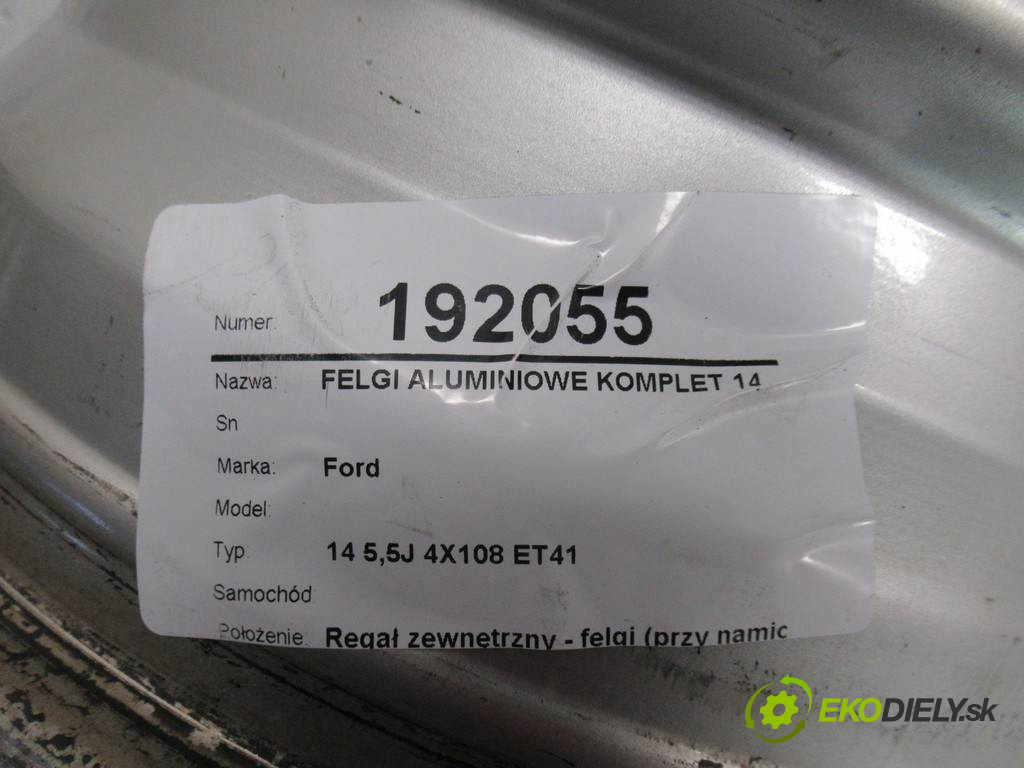 Numer: 192055
Nazwa: FELGI ALUMINIOWE KOMPLET 14
Sn
Marka: Ford
Model:
Typ: 14 5,5J 4X108 ET41
Samochód
Położenie: Regał zewnętrzny - felgi (przy namic
EKODIELY.sk